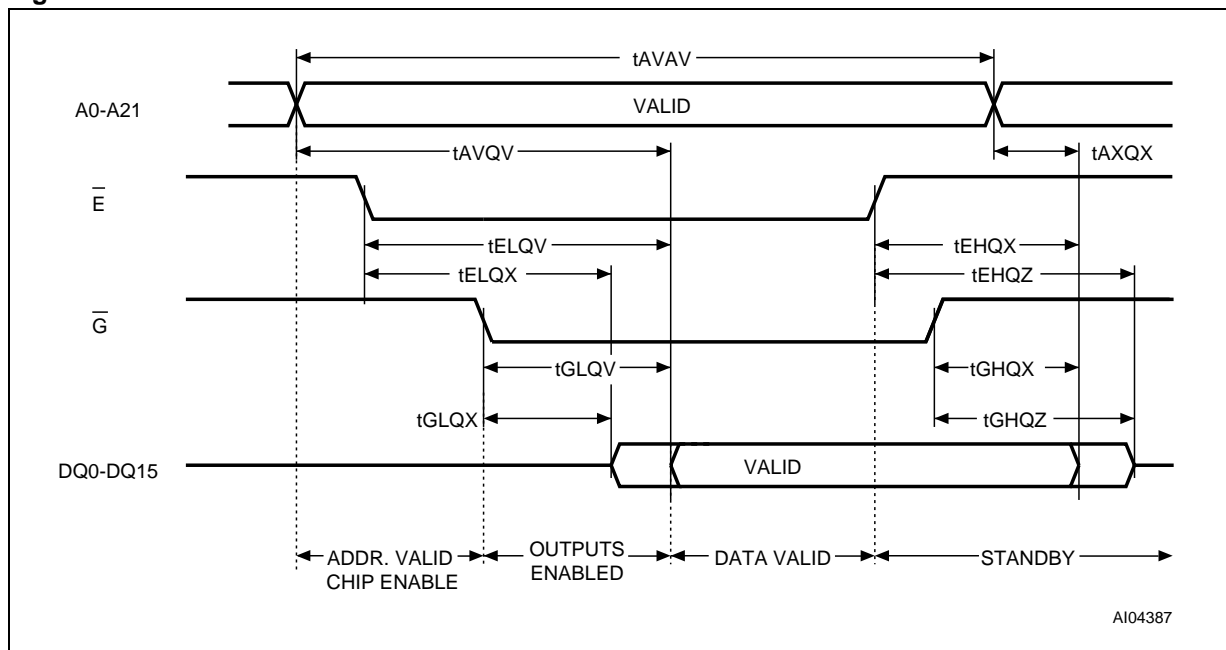 tAVAV
A0-A21
VALID
tAVQV
tAXQX
E
tELQV
tEHQX
tELQX
tEHQZ
G
tGLQV
tGHQX
tGLQX
tGHQZ
DQ0-DQ15
VALID
ADDR. VALID
CHIP ENABLE
OUTPUTS
ENABLED
DATA VALID
STANDBY
AI04387